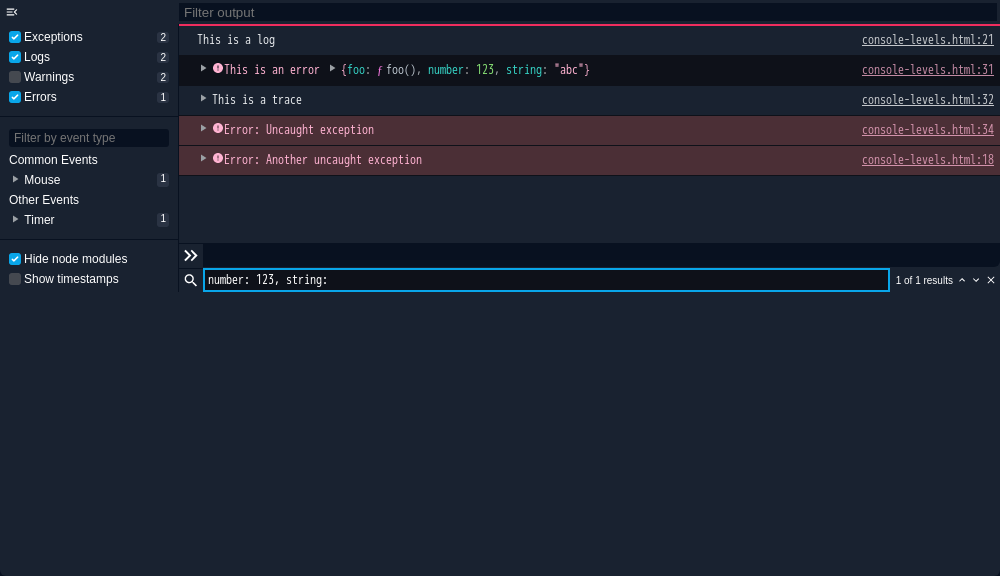 Filter output
Exceptions 2
Logs 2
Warnings 2
Errors 1
Filter by event type
Common Events
Mouse 1
Other Events
Timer 1
Hide node modules
Show timestamps
This is a log console-levels.html:21
This is an error {foo: ƒ foo(), number: 123, string: "abc"} console-levels.html:31
This is a trace console-levels.html:32
Error: Uncaught exception console-levels.html:34
Error: Another uncaught exception console-levels.html:18
number: 123, string: 1 of 1 results